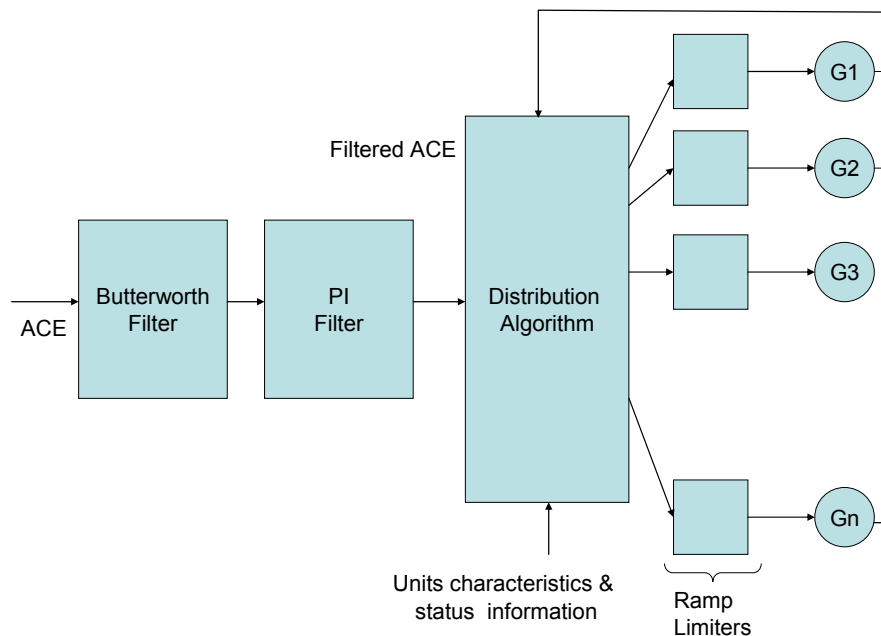 Filtered ACE
ACE
Butterworth
Filter
PI
Filter
Distribution
Algorithm
G1
G2
G3
Gn
Units characteristics &
status information
Ramp
Limiters